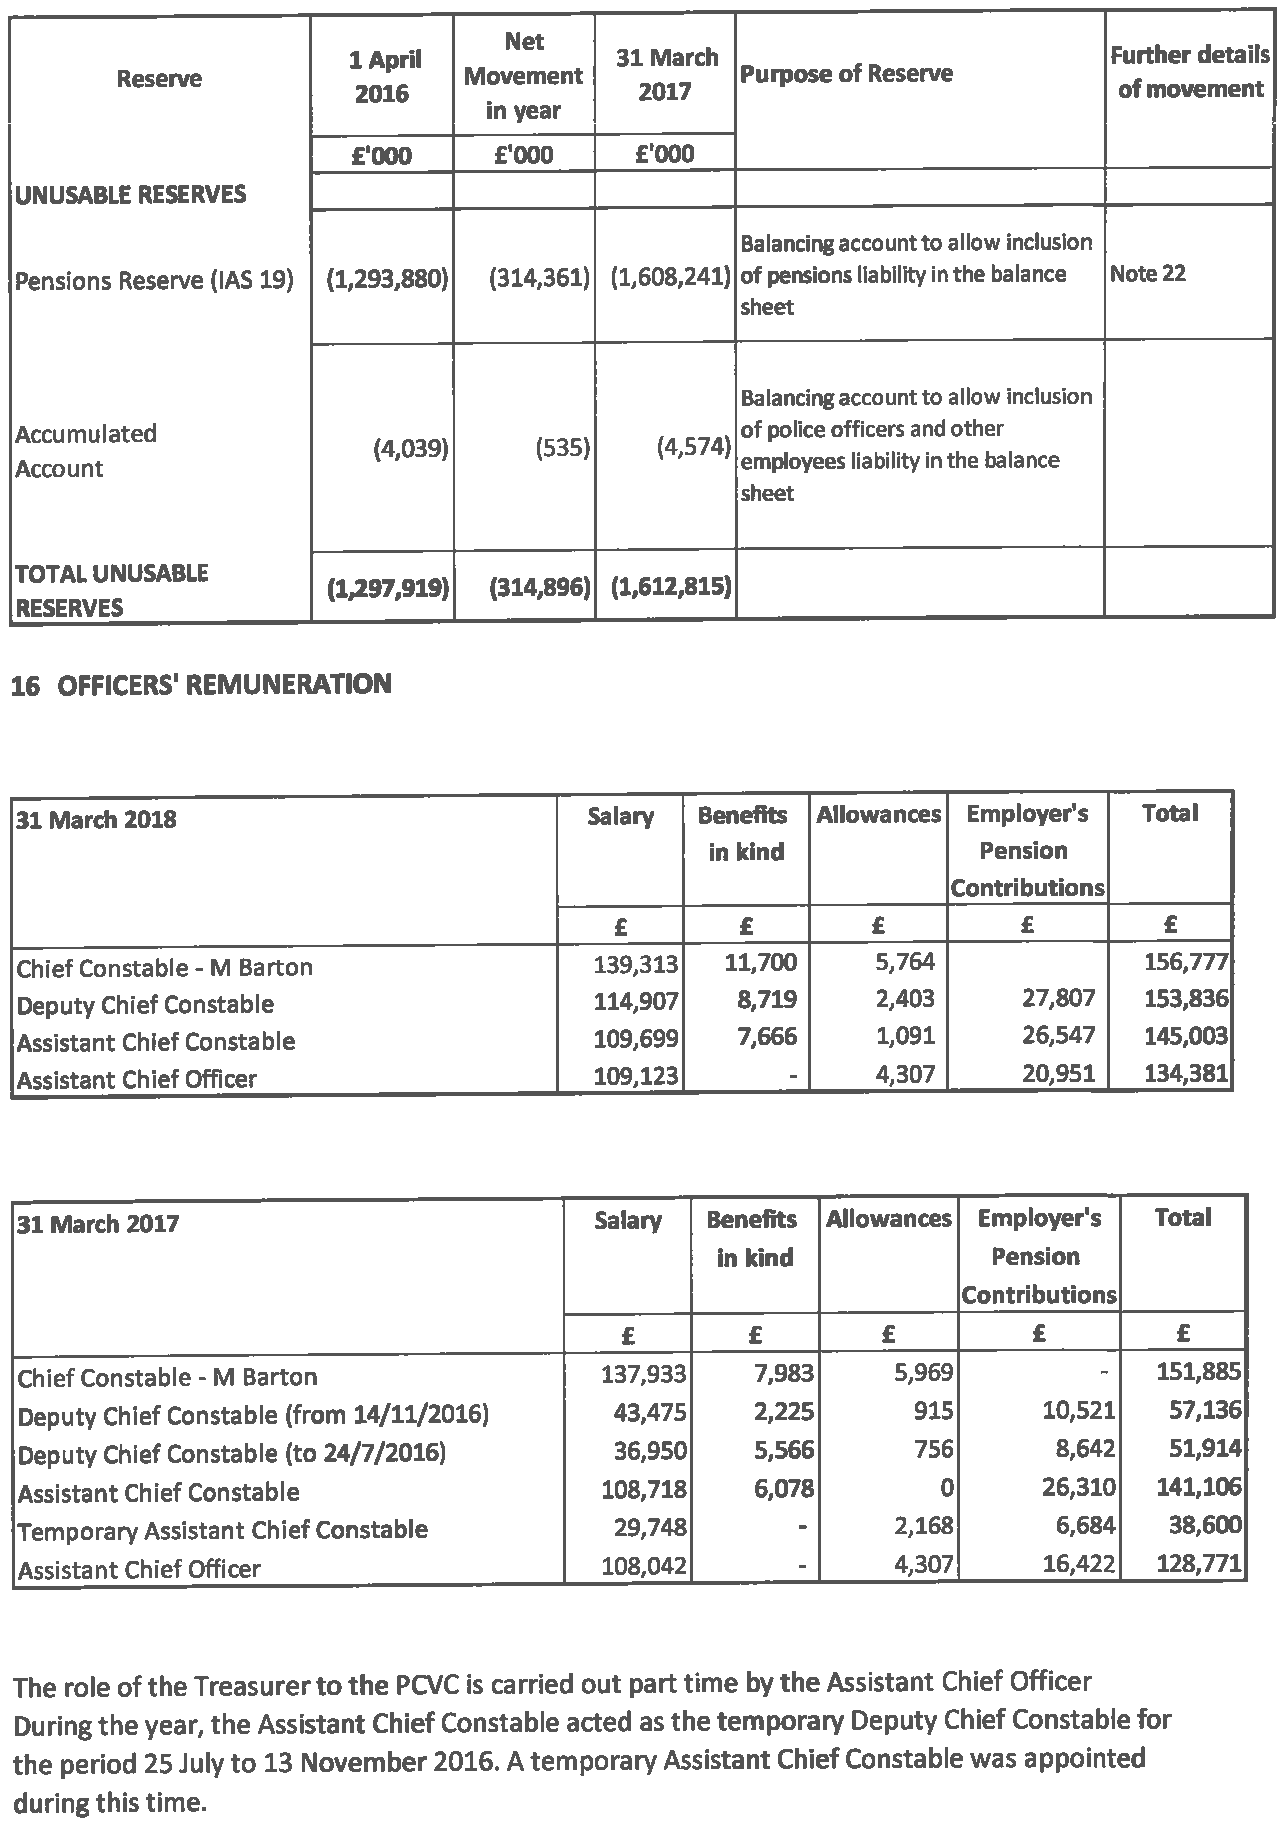 Reserve 1 April 2016 Net Movement in year 31 March 2017 Purpose of Reserve Further details of movement
£'000 £'000 £'000
UNUSABLE RESERVES
Pensions Reserve (IAS 19) (1,293,880) (314,361) (1,608,241) Balancing account to allow inclusion of pensions liability in the balance sheet Note 22
Accumulated Account (4,039) (535) (4,574) Balancing account to allow inclusion of police officers and other employees liability in the balance sheet
TOTAL UNUSABLE RESERVES (1,297,919) (314,896) (1,612,815)
16 OFFICERS' REMUNERATION
31 March 2018 Salary Benefits in kind Allowances Employer's Pension Contributions Total
£ £ £ £ £
Chief Constable - M Barton 139,313 11,700 5,764 156,777
Deputy Chief Constable 114,907 8,719 2,403 27,807 153,836
Assistant Chief Constable 109,699 7,666 1,091 26,547 145,003
Assistant Chief Officer 109,123 - 4,307 20,951 134,381
31 March 2017 Salary Benefits in kind Allowances Employer's Pension Contributions Total
£ £ £ £ £
Chief Constable - M Barton 137,933 7,983 5,969 - 151,885
Deputy Chief Constable (from 14/11/2016) 43,475 2,225 915 10,521 57,136
Deputy Chief Constable (to 24/7/2016) 36,950 5,566 756 8,642 51,914
Assistant Chief Constable 108,718 6,078 0 26,310 141,106
Temporary Assistant Chief Constable 29,748 - 2,168 6,684 38,600
Assistant Chief Officer 108,042 - 4,307 16,422 128,771
The role of the Treasurer to the PCVC is carried out part time by the Assistant Chief Officer
During the year, the Assistant Chief Constable acted as the temporary Deputy Chief Constable for
the period 25 July to 13 November 2016. A temporary Assistant Chief Constable was appointed
during this time.